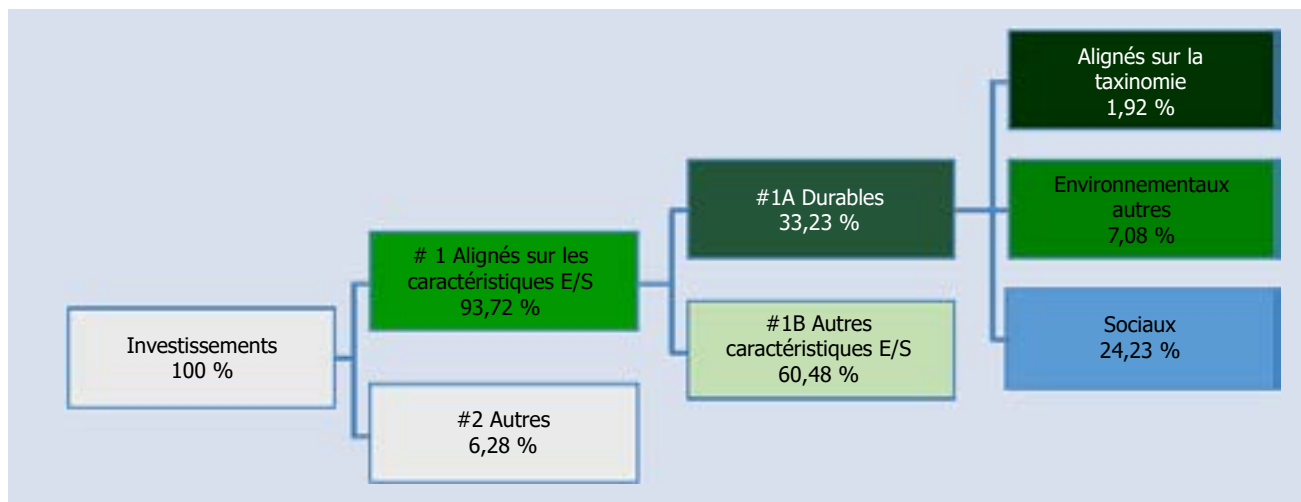 Investissements
100 %
# 1 Alignés sur les
caractéristiques E/S
93,72 %
#2 Autres
6,28 %
#1A Durables
33,23 %
#1B Autres
caractéristiques E/S
60,48 %
Alignés sur la
taxinomie
1,92 %
Environnementaux
autres
7,08 %
Sociaux
24,23 %